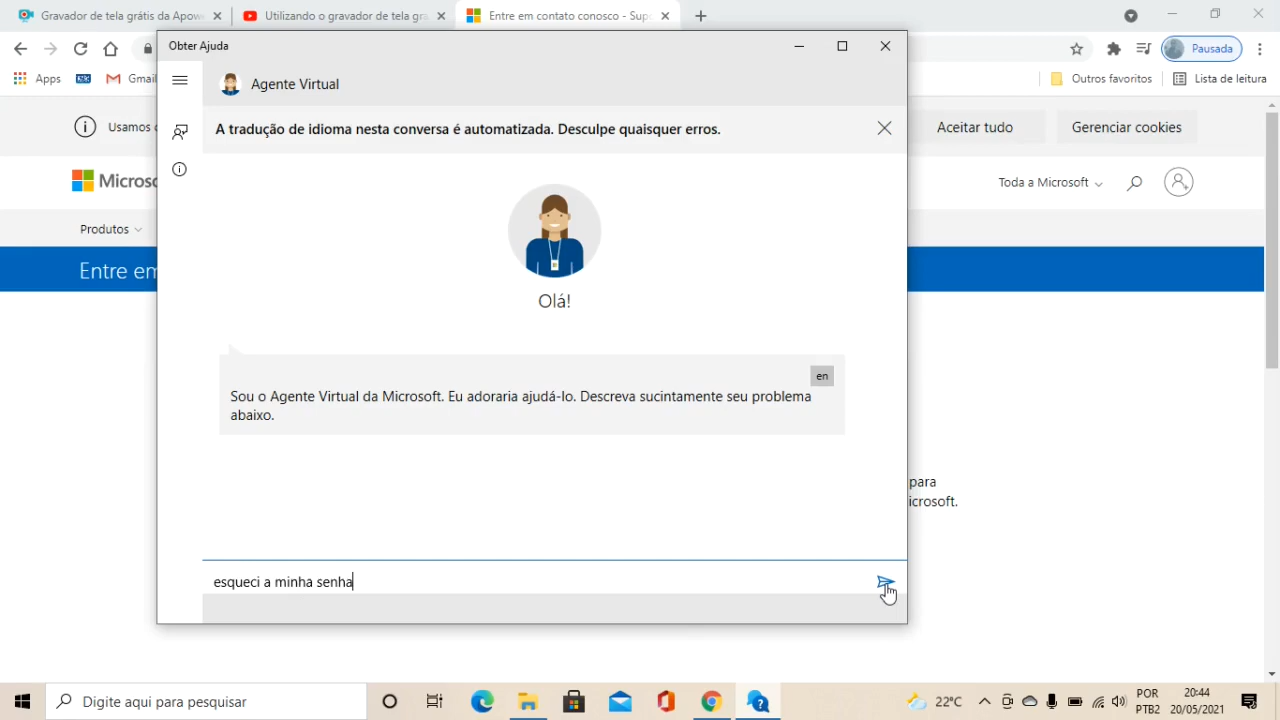 Gravador de tela grátis da Apowe
Utilizando o gravador de tela gra
Entre em contato conosco - Supo
Pausada
Apps
Gmail
Outros favoritos
Lista de leitura
Obter Ajuda
Agente Virtual
A tradução de idioma nesta conversa é automatizada. Desculpe quaisquer erros.
Usamos
Aceitar tudo
Gerenciar cookies
Microso
Toda a Microsoft
Produtos
Entre em
Olá!
en
Sou o Agente Virtual da Microsoft. Eu adoraria ajudá-lo. Descreva sucintamente seu problema
abaixo.
para
icrosoft.
esqueci a minha senha
Digite aqui para pesquisar
22°C
POR
PTB2
20:44
20/05/2021